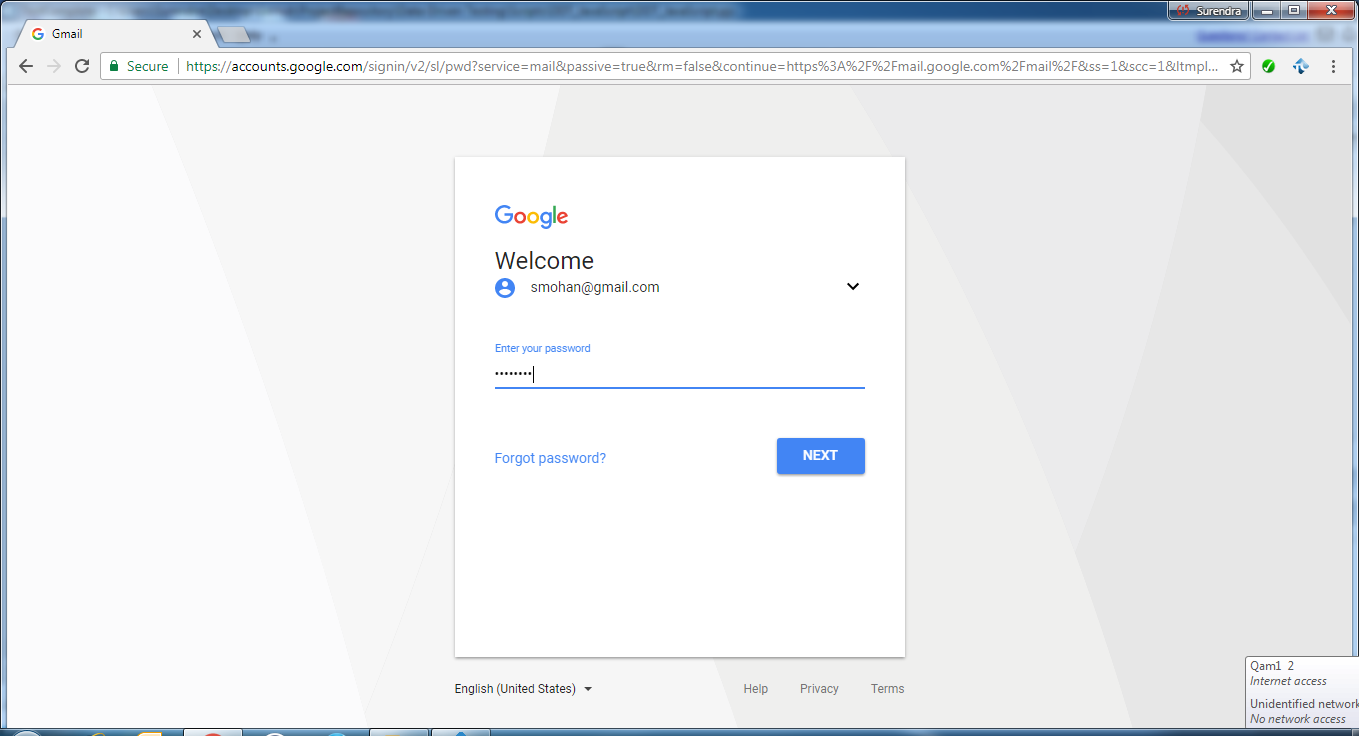 Surendra
Gmail
Secure
https://accounts.google.com/signin/v2/sl/pwd?service=mail&passive=true&rm=false&continue=https%3A%2F%2Fmail.google.com%2Fmail%2F&ss=1&scc=1&ltmpl...
Google
Welcome
smohan@gmail.com
Enter your password
••••••••
Forgot password?
NEXT
English (United States)
Help
Privacy
Terms
Qam1 2
Internet access
Unidentified network
No network access